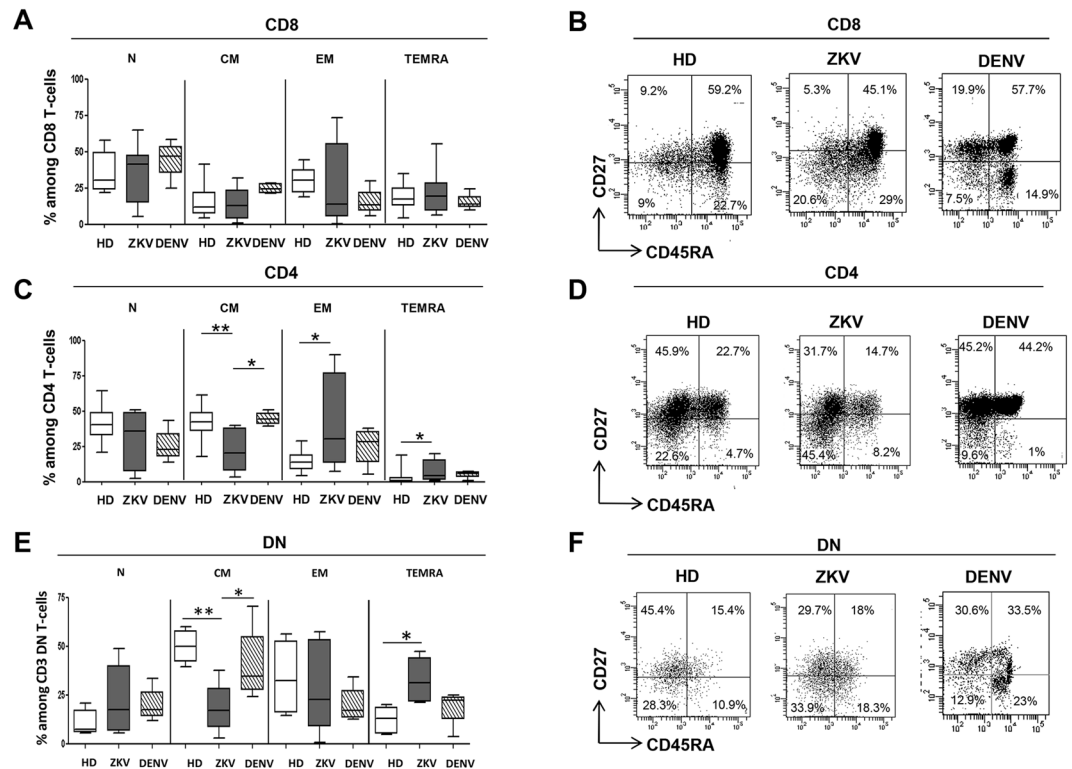 A
CD8
N CM EM TEMRA
% among CD8 T-cells
100
75
50
25
0
HD ZKV DENV HD ZKV DENV HD ZKV DENV HD ZKV DENV
B
CD8
HD ZKV DENV
9.2% 59.2% 5.3% 45.1% 19.9% 57.7%
9% 22.7% 20.6% 29% 7.5% 14.9%
CD27
CD45RA
C
CD4
N CM EM TEMRA
% among CD4 T-cells
100
75
50
25
0
** * * *
HD ZKV DENV HD ZKV DENV HD ZKV DENV HD ZKV DENV
D
CD4
HD ZKV DENV
45.9% 22.7% 31.7% 14.7% 45.2% 44.2%
22.6% 4.7% 45.4% 8.2% 9.6% 1%
CD27
CD45RA
E
DN
N CM EM TEMRA
% among CD3 DN T-cells
75
50
25
0
** * *
HD ZKV DENV HD ZKV DENV HD ZKV DENV HD ZKV DENV
F
DN
HD ZKV DENV
45.4% 15.4% 29.7% 18% 30.6% 33.5%
28.3% 10.9% 33.9% 18.3% 12.9% 23%
CD27
CD45RA